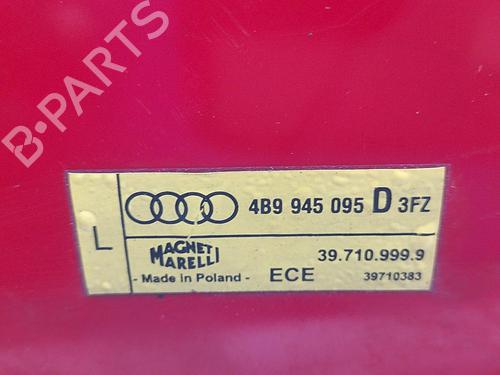 B-PARTS
L
4B9 945 095 D 3FZ
MAGNETI MARELLI
- Made in Poland - ECE
39.710.999.9
39710383